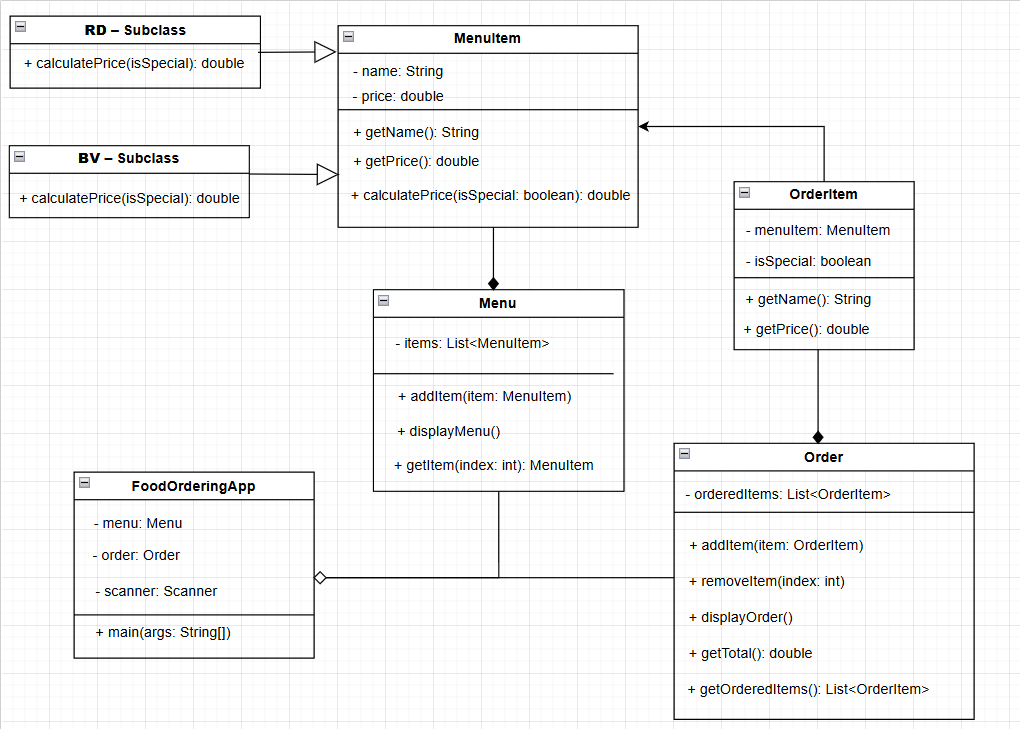 RD – Subclass
+ calculatePrice(isSpecial): double
BV – Subclass
+ calculatePrice(isSpecial): double
MenuItem
- name: String
- price: double
+ getName(): String
+ getPrice(): double
+ calculatePrice(isSpecial: boolean): double
OrderItem
- menuItem: MenuItem
- isSpecial: boolean
+ getName(): String
+ getPrice(): double
Menu
- items: List<MenuItem>
+ addItem(item: MenuItem)
+ displayMenu()
+ getItem(index: int): MenuItem
FoodOrderingApp
- menu: Menu
- order: Order
- scanner: Scanner
+ main(args: String[])
Order
- orderedItems: List<OrderItem>
+ addItem(item: OrderItem)
+ removeItem(index: int)
+ displayOrder()
+ getTotal(): double
+ getOrderedItems(): List<OrderItem>